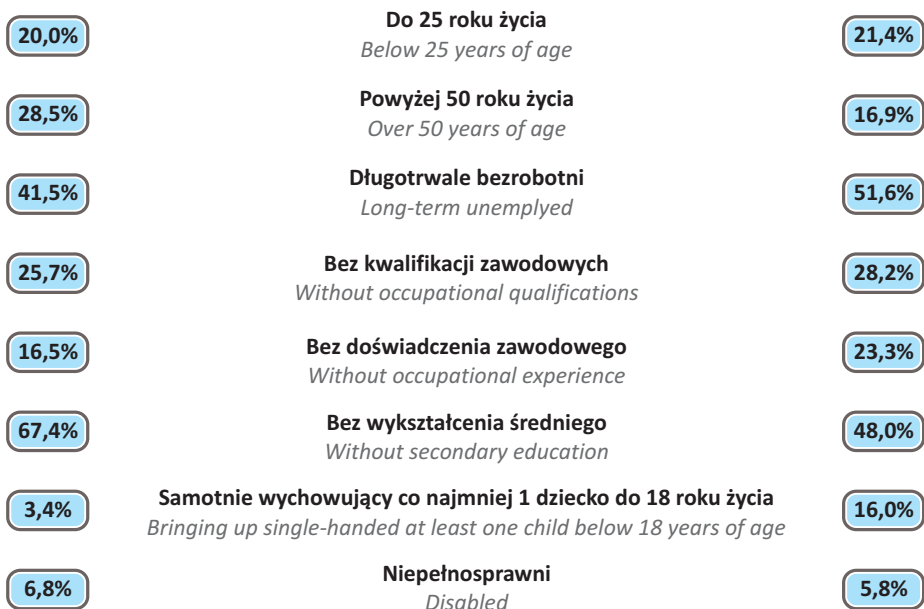 Do 25 roku życia
20,0%
21,4%
Below 25 years of age
Powyżej 50 roku życia
28,5%
16,9%
Over 50 years of age
Długotrwale bezrobotni
41,5%
51,6%
Long-term unemplyed
Bez kwalifikacji zawodowych
25,7%
28,2%
Without occupational qualifications
Bez doświadczenia zawodowego
16,5%
23,3%
Without occupational experience
Bez wykształcenia średniego
67,4%
48,0%
Without secondary education
Samotnie wychowujący co najmniej 1 dziecko do 18 roku życia
3,4%
16,0%
Bringing up single-handed at least one child below 18 years of age
Niepełnosprawni
6,8%
5,8%
Disabled